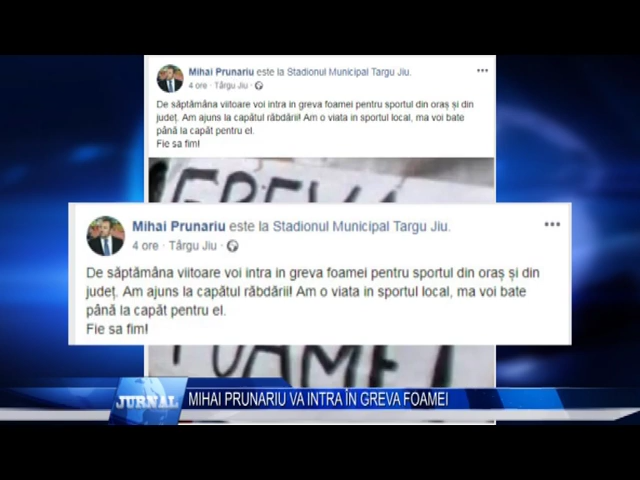 Mihai Prunariu este la Stadionul Municipal Targu Jiu.
4 ore · Târgu Jiu ·
De săptămâna viitoare voi intra in greva foamei pentru sportul din oraș și din
județ. Am ajuns la capătul răbdării! Am o viata in sportul local, ma voi bate
până la capăt pentru el.
Fie sa fim!
GREVA
Mihai Prunariu este la Stadionul Municipal Targu Jiu.
4 ore · Târgu Jiu ·
De săptămâna viitoare voi intra in greva foamei pentru sportul din oraș și din
județ. Am ajuns la capătul răbdării! Am o viata in sportul local, ma voi bate
până la capăt pentru el.
Fie sa fim!
FOAMEI
JURNAL
MIHAI PRUNARIU VA INTRA ÎN GREVA FOAMEI